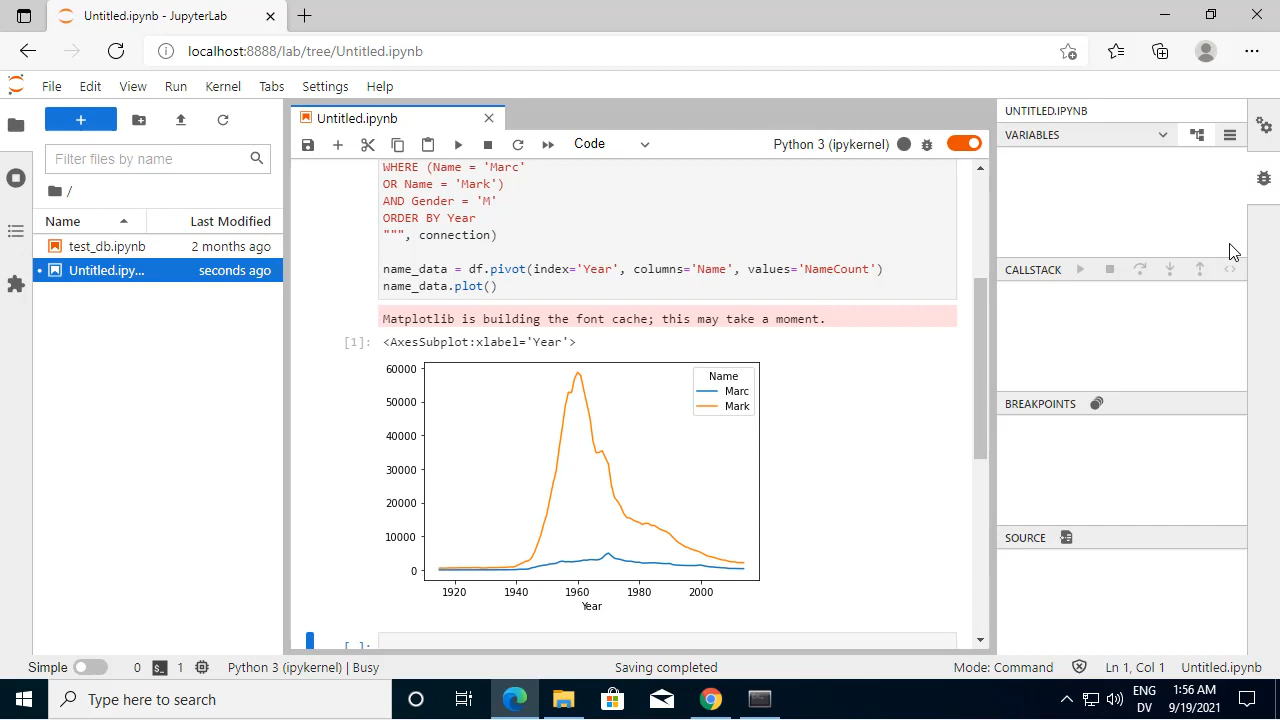 Untitled.ipynb - JupyterLab
localhost:8888/lab/tree/Untitled.ipynb
File Edit View Run Kernel Tabs Settings Help
Filter files by name
/
Name Last Modified
test_db.ipynb 2 months ago
Untitled.ipy... seconds ago
Untitled.ipynb
Code
Python 3 (ipykernel)
WHERE (Name = 'Marc'
OR Name = 'Mark')
AND Gender = 'M'
ORDER BY Year
""", connection)
name_data = df.pivot(index='Year', columns='Name', values='NameCount')
name_data.plot()
Matplotlib is building the font cache; this may take a moment.
[1]: <AxesSubplot:xlabel='Year'>
60000
50000
40000
30000
20000
10000
0
Name
Marc
Mark
1920 1940 1960 1980 2000
Year
[ ]:
UNTITLED.IPYNB
VARIABLES
CALLSTACK
BREAKPOINTS
SOURCE
Simple 0 1 Python 3 (ipykernel) | Busy Saving completed Mode: Command Ln 1, Col 1 Untitled.ipynb
Type here to search
ENG
DV
1:56 AM
9/19/2021